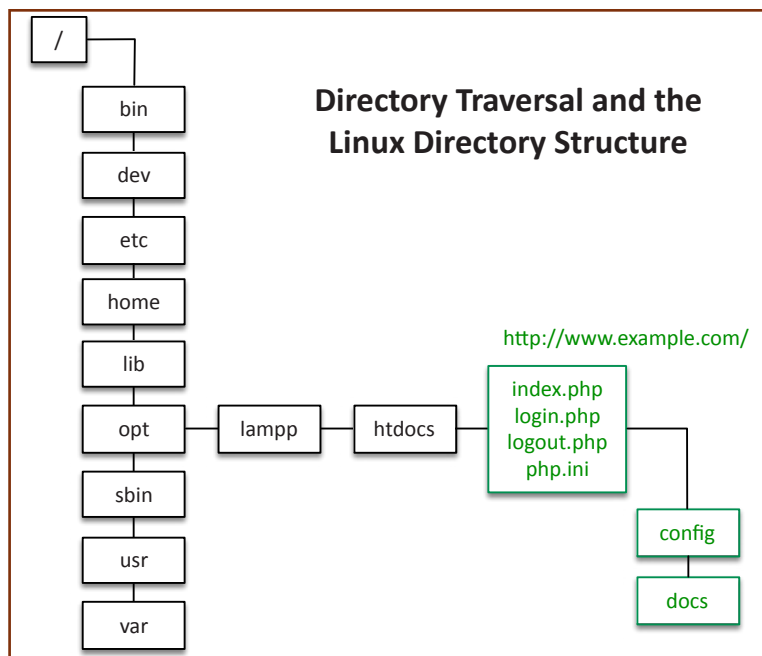 /
Directory Traversal and the
Linux Directory Structure
bin
dev
etc
home
lib
opt
lampp
htdocs
http://www.example.com/
index.php
login.php
logout.php
php.ini
sbin
usr
var
config
docs